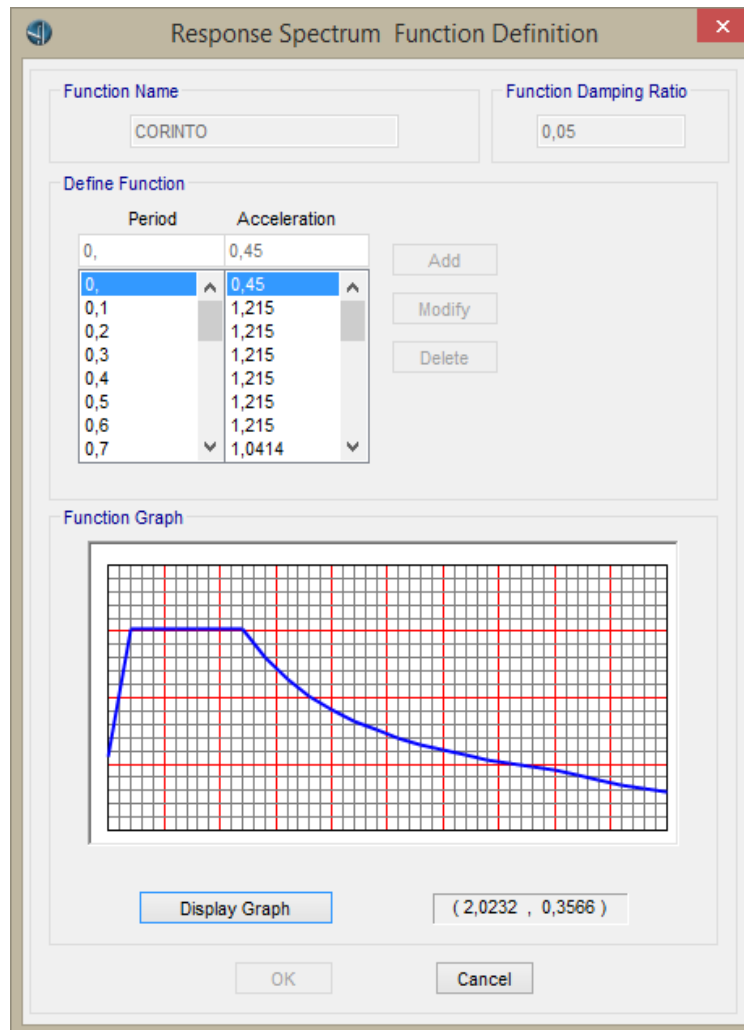 Response Spectrum Function Definition
Function Name
Function Damping Ratio
CORINTO
0,05
Define Function
Period Acceleration
0, 0,45
Add
0, 0,45
0,1 1,215
Modify
0,2 1,215
0,3 1,215
Delete
0,4 1,215
0,5 1,215
0,6 1,215
0,7 1,0414
Function Graph
Display Graph
( 2,0232 , 0,3566 )
OK
Cancel